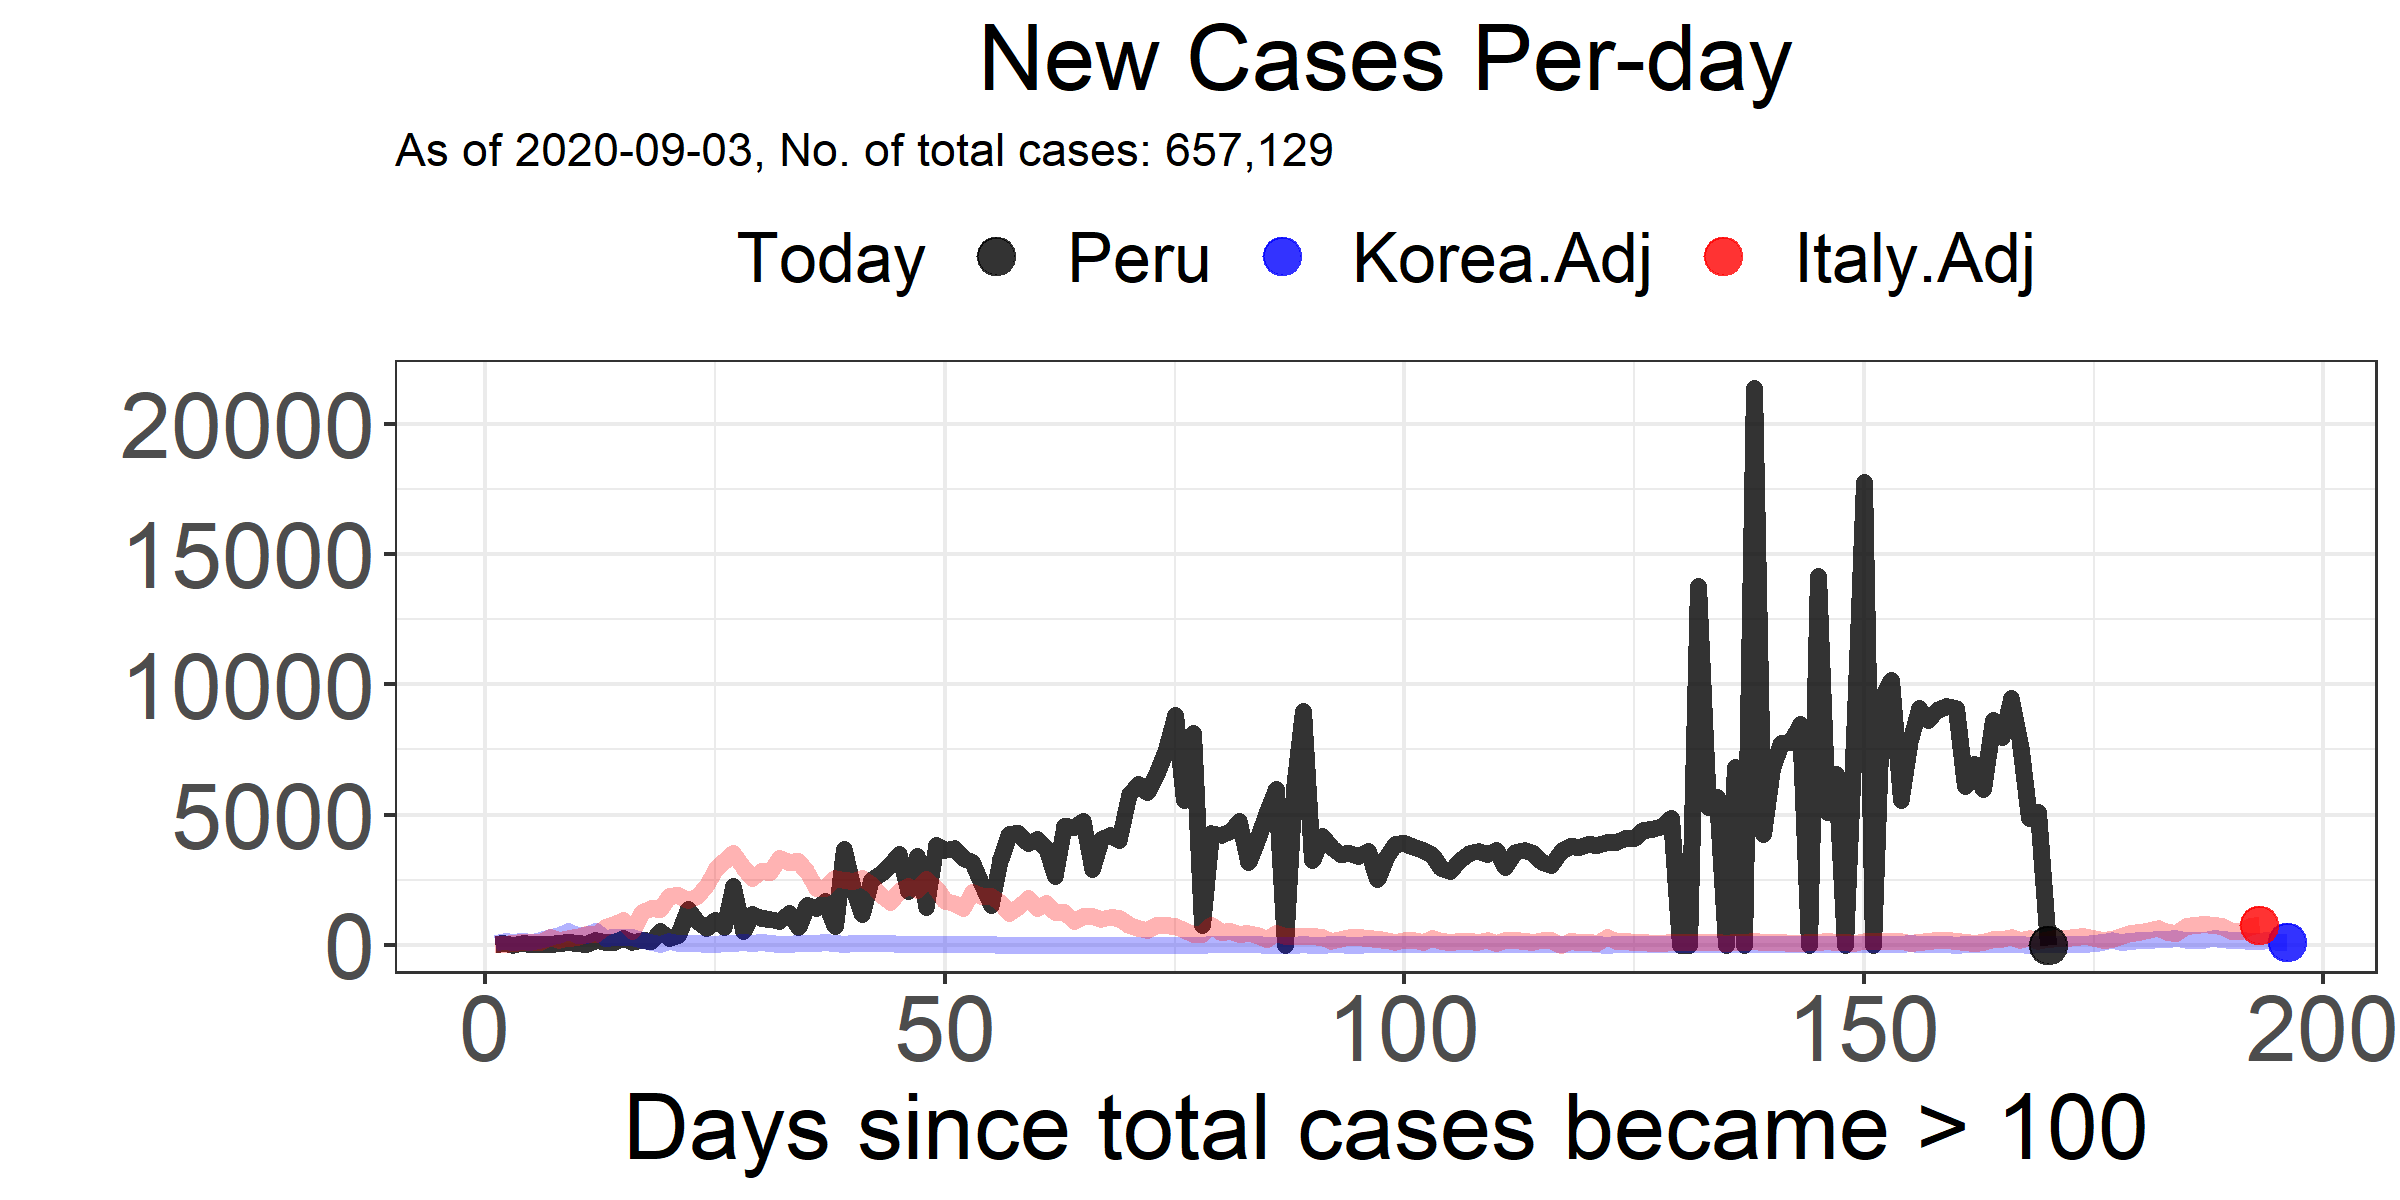 New Cases Per-day
As of 2020-09-03, No. of total cases: 657,129
Today Peru Korea.Adj Italy.Adj
20000
15000
10000
5000
0
0 50 100 150 200
Days since total cases became > 100